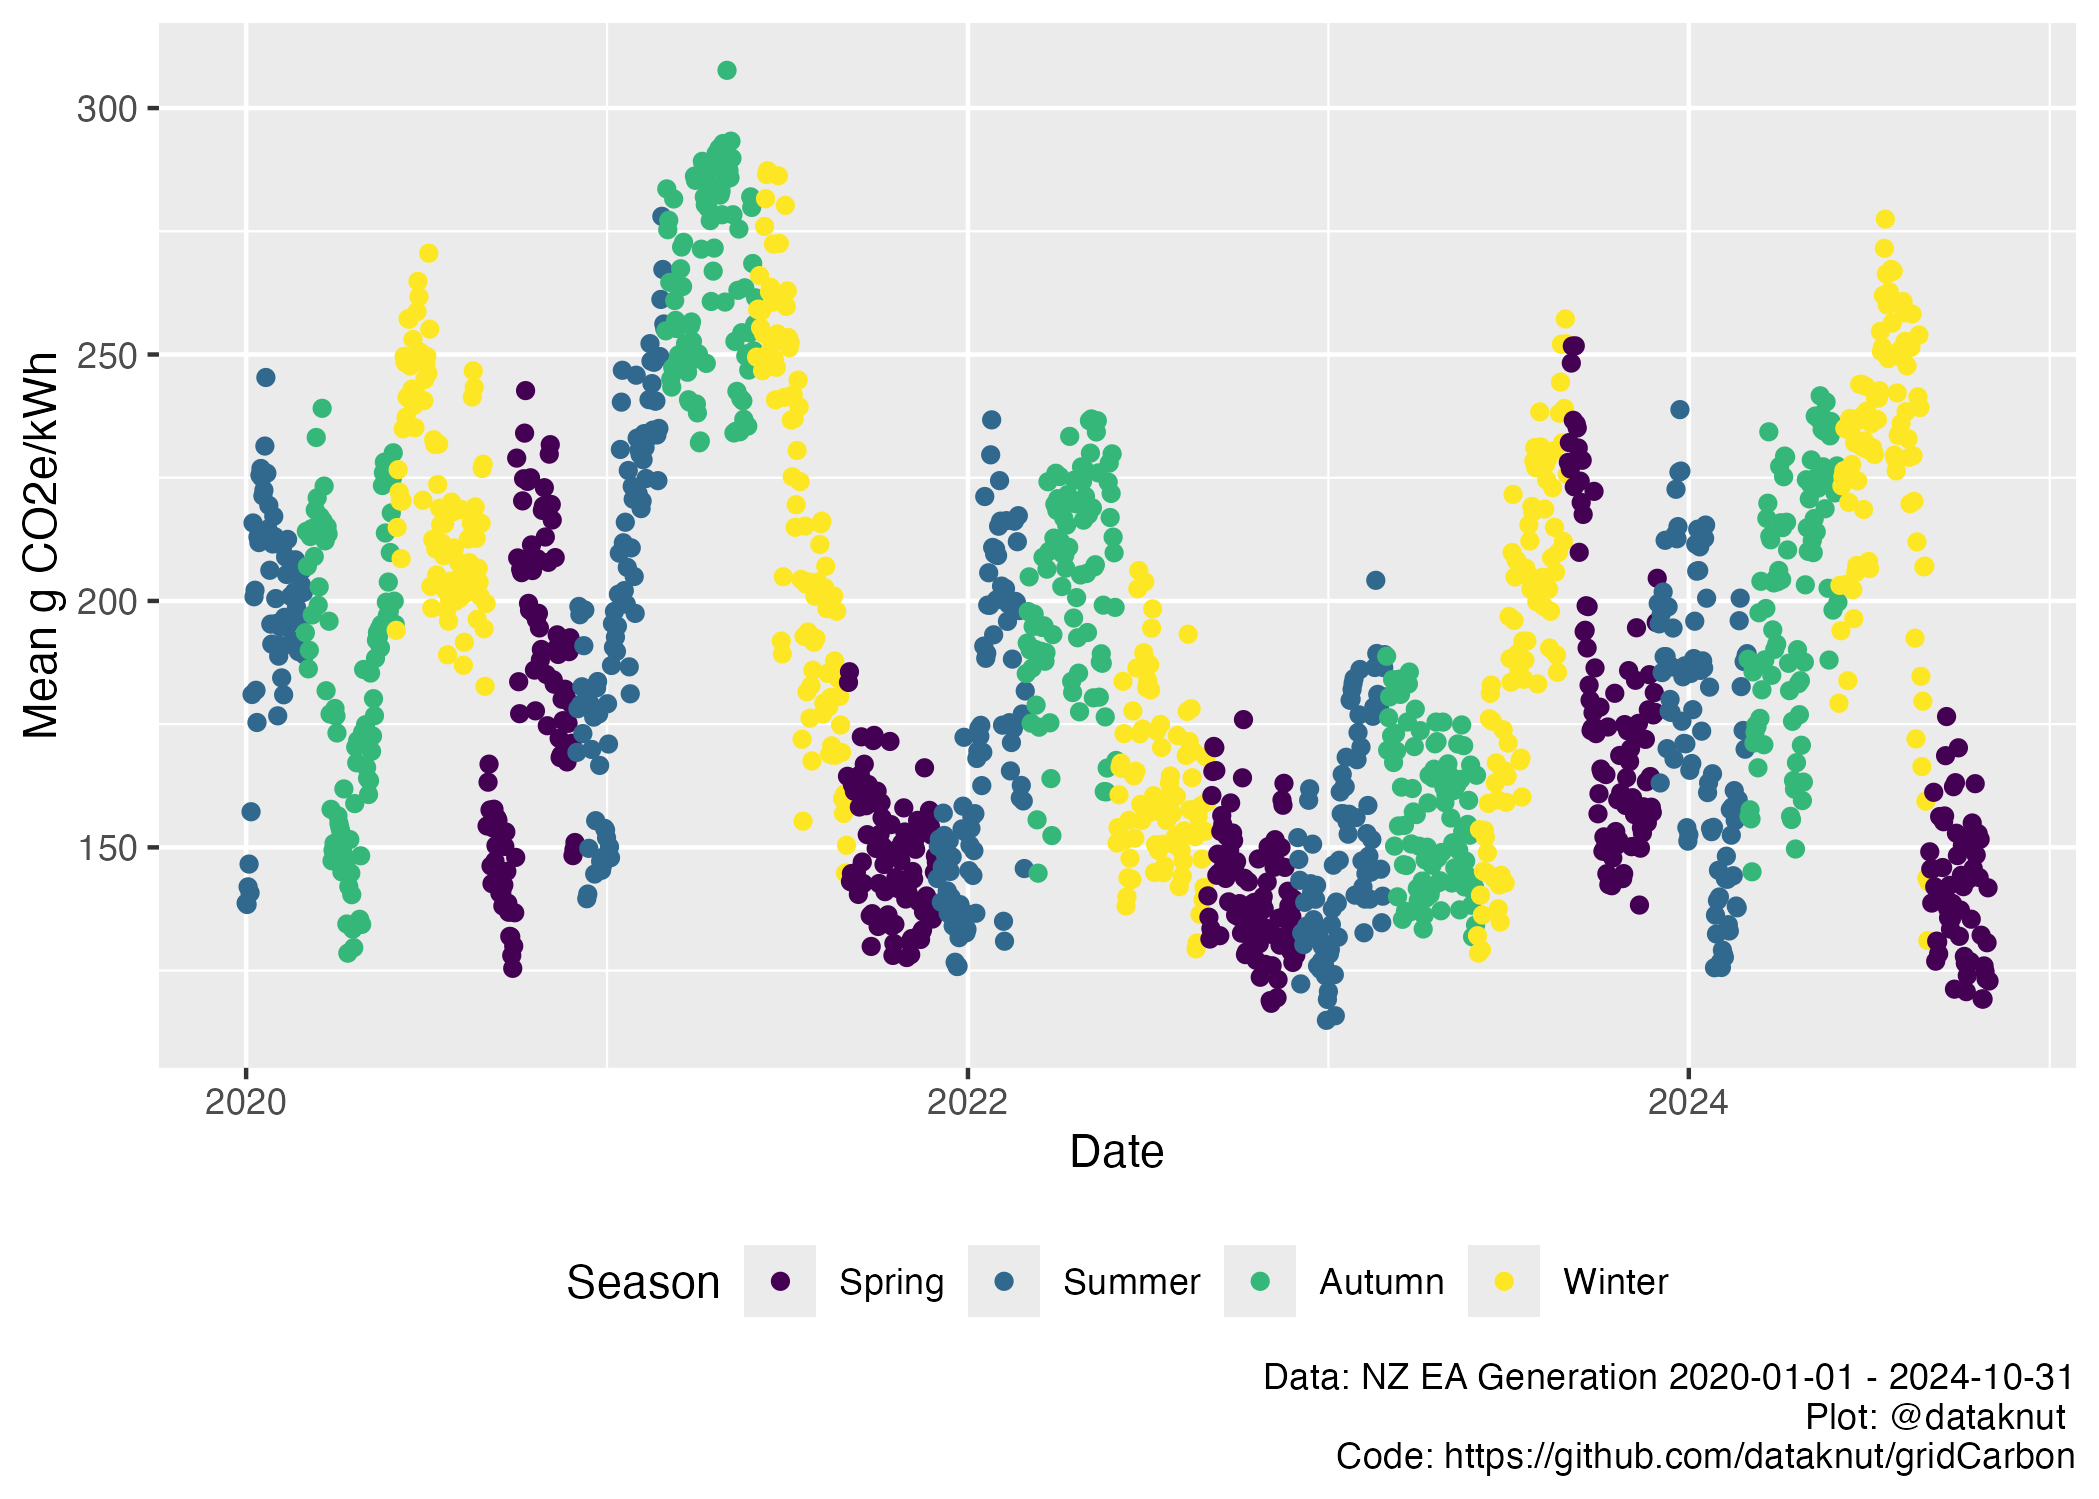 Mean g CO2e/kWh
300
250
200
150
2020 2022 2024
Date
Season Spring Summer Autumn Winter
Data: NZ EA Generation 2020-01-01 - 2024-10-31
Plot: @dataknut
Code: https://github.com/dataknut/gridCarbon